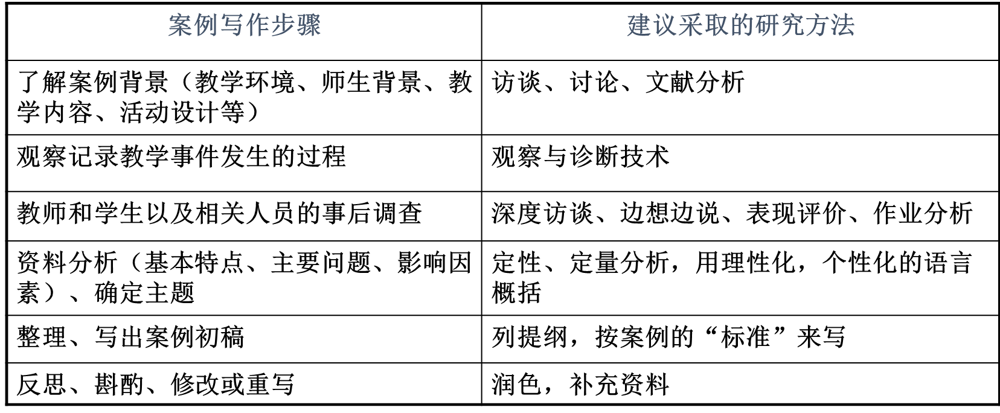 案例写作步骤
建议采取的研究方法
了解案例背景（教学环境、师生背景、教
学内容、活动设计等）
访谈、讨论、文献分析
观察记录教学事件发生的过程
观察与诊断技术
教师和学生以及相关人员的事后调查
深度访谈、边想边说、表现评价、作业分析
资料分析（基本特点、主要问题、影响因
素）、确定主题
定性、定量分析，用理性化，个性化的语言
概括
整理、写出案例初稿
列提纲，按案例的“标准”来写
反思、斟酌、修改或重写
润色，补充资料